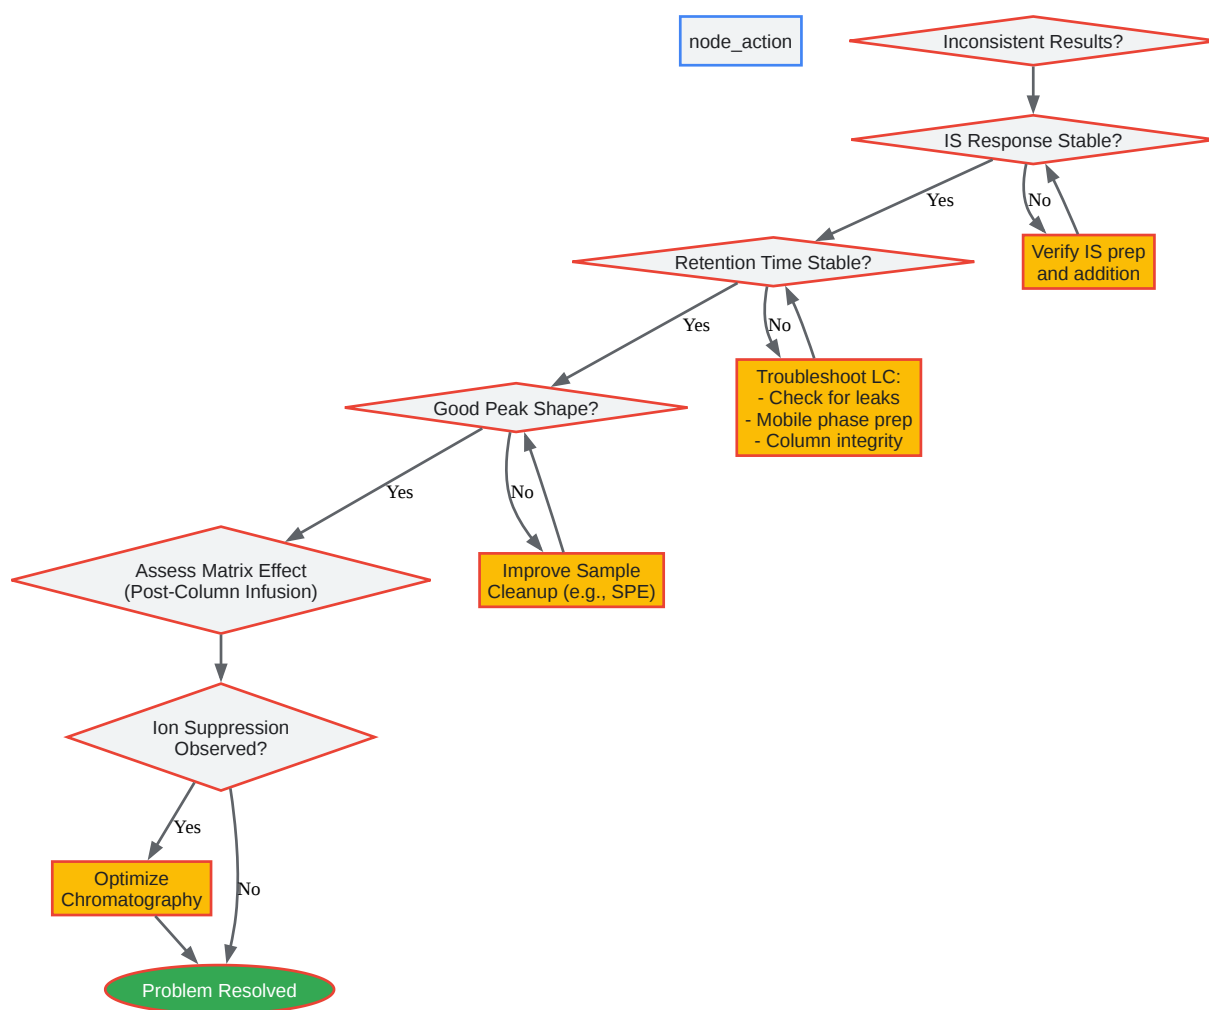 node_action
Inconsistent Results?
IS Response Stable?
Yes
No
Verify IS prep
and addition
Retention Time Stable?
Yes
No
Troubleshoot LC:
- Check for leaks
- Mobile phase prep
- Column integrity
Good Peak Shape?
Yes
No
Improve Sample
Cleanup (e.g., SPE)
Assess Matrix Effect
(Post-Column Infusion)
Ion Suppression
Observed?
Yes
No
Optimize
Chromatography
Problem Resolved